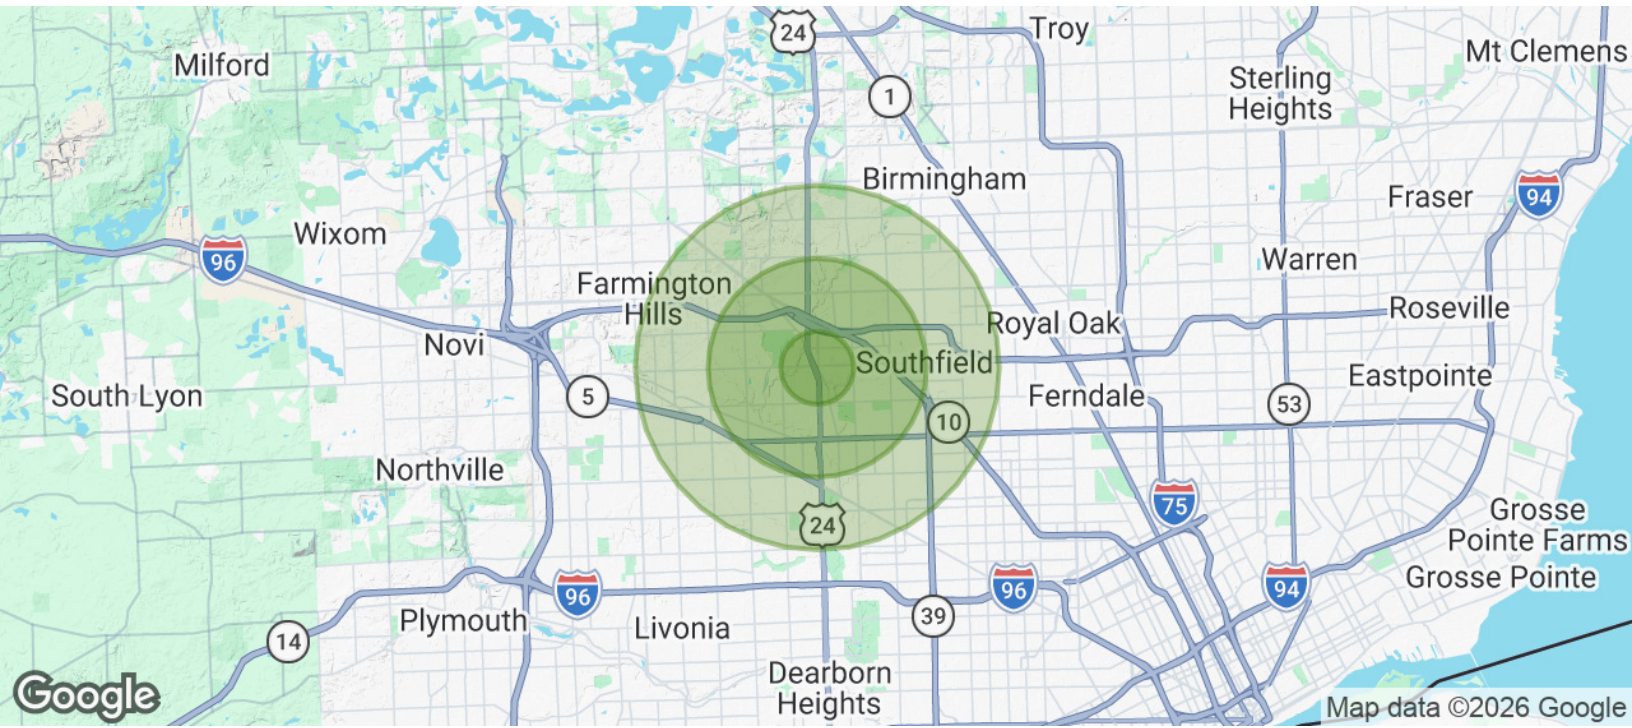 24
Troy
Mt Clemens
Milford
Sterling
Heights
1
Birmingham
Fraser
94
Wixom
96
Warren
Farmington
Hills
Roseville
Royal Oak
Novi
Southfield
Eastpointe
South Lyon
5
Ferndale
53
10
Northville
75
24
Grosse
Pointe Farms
Grosse Pointe
96
96
94
39
Plymouth
Livonia
14
Dearborn
Heights
Google
Map data ©2026 Google